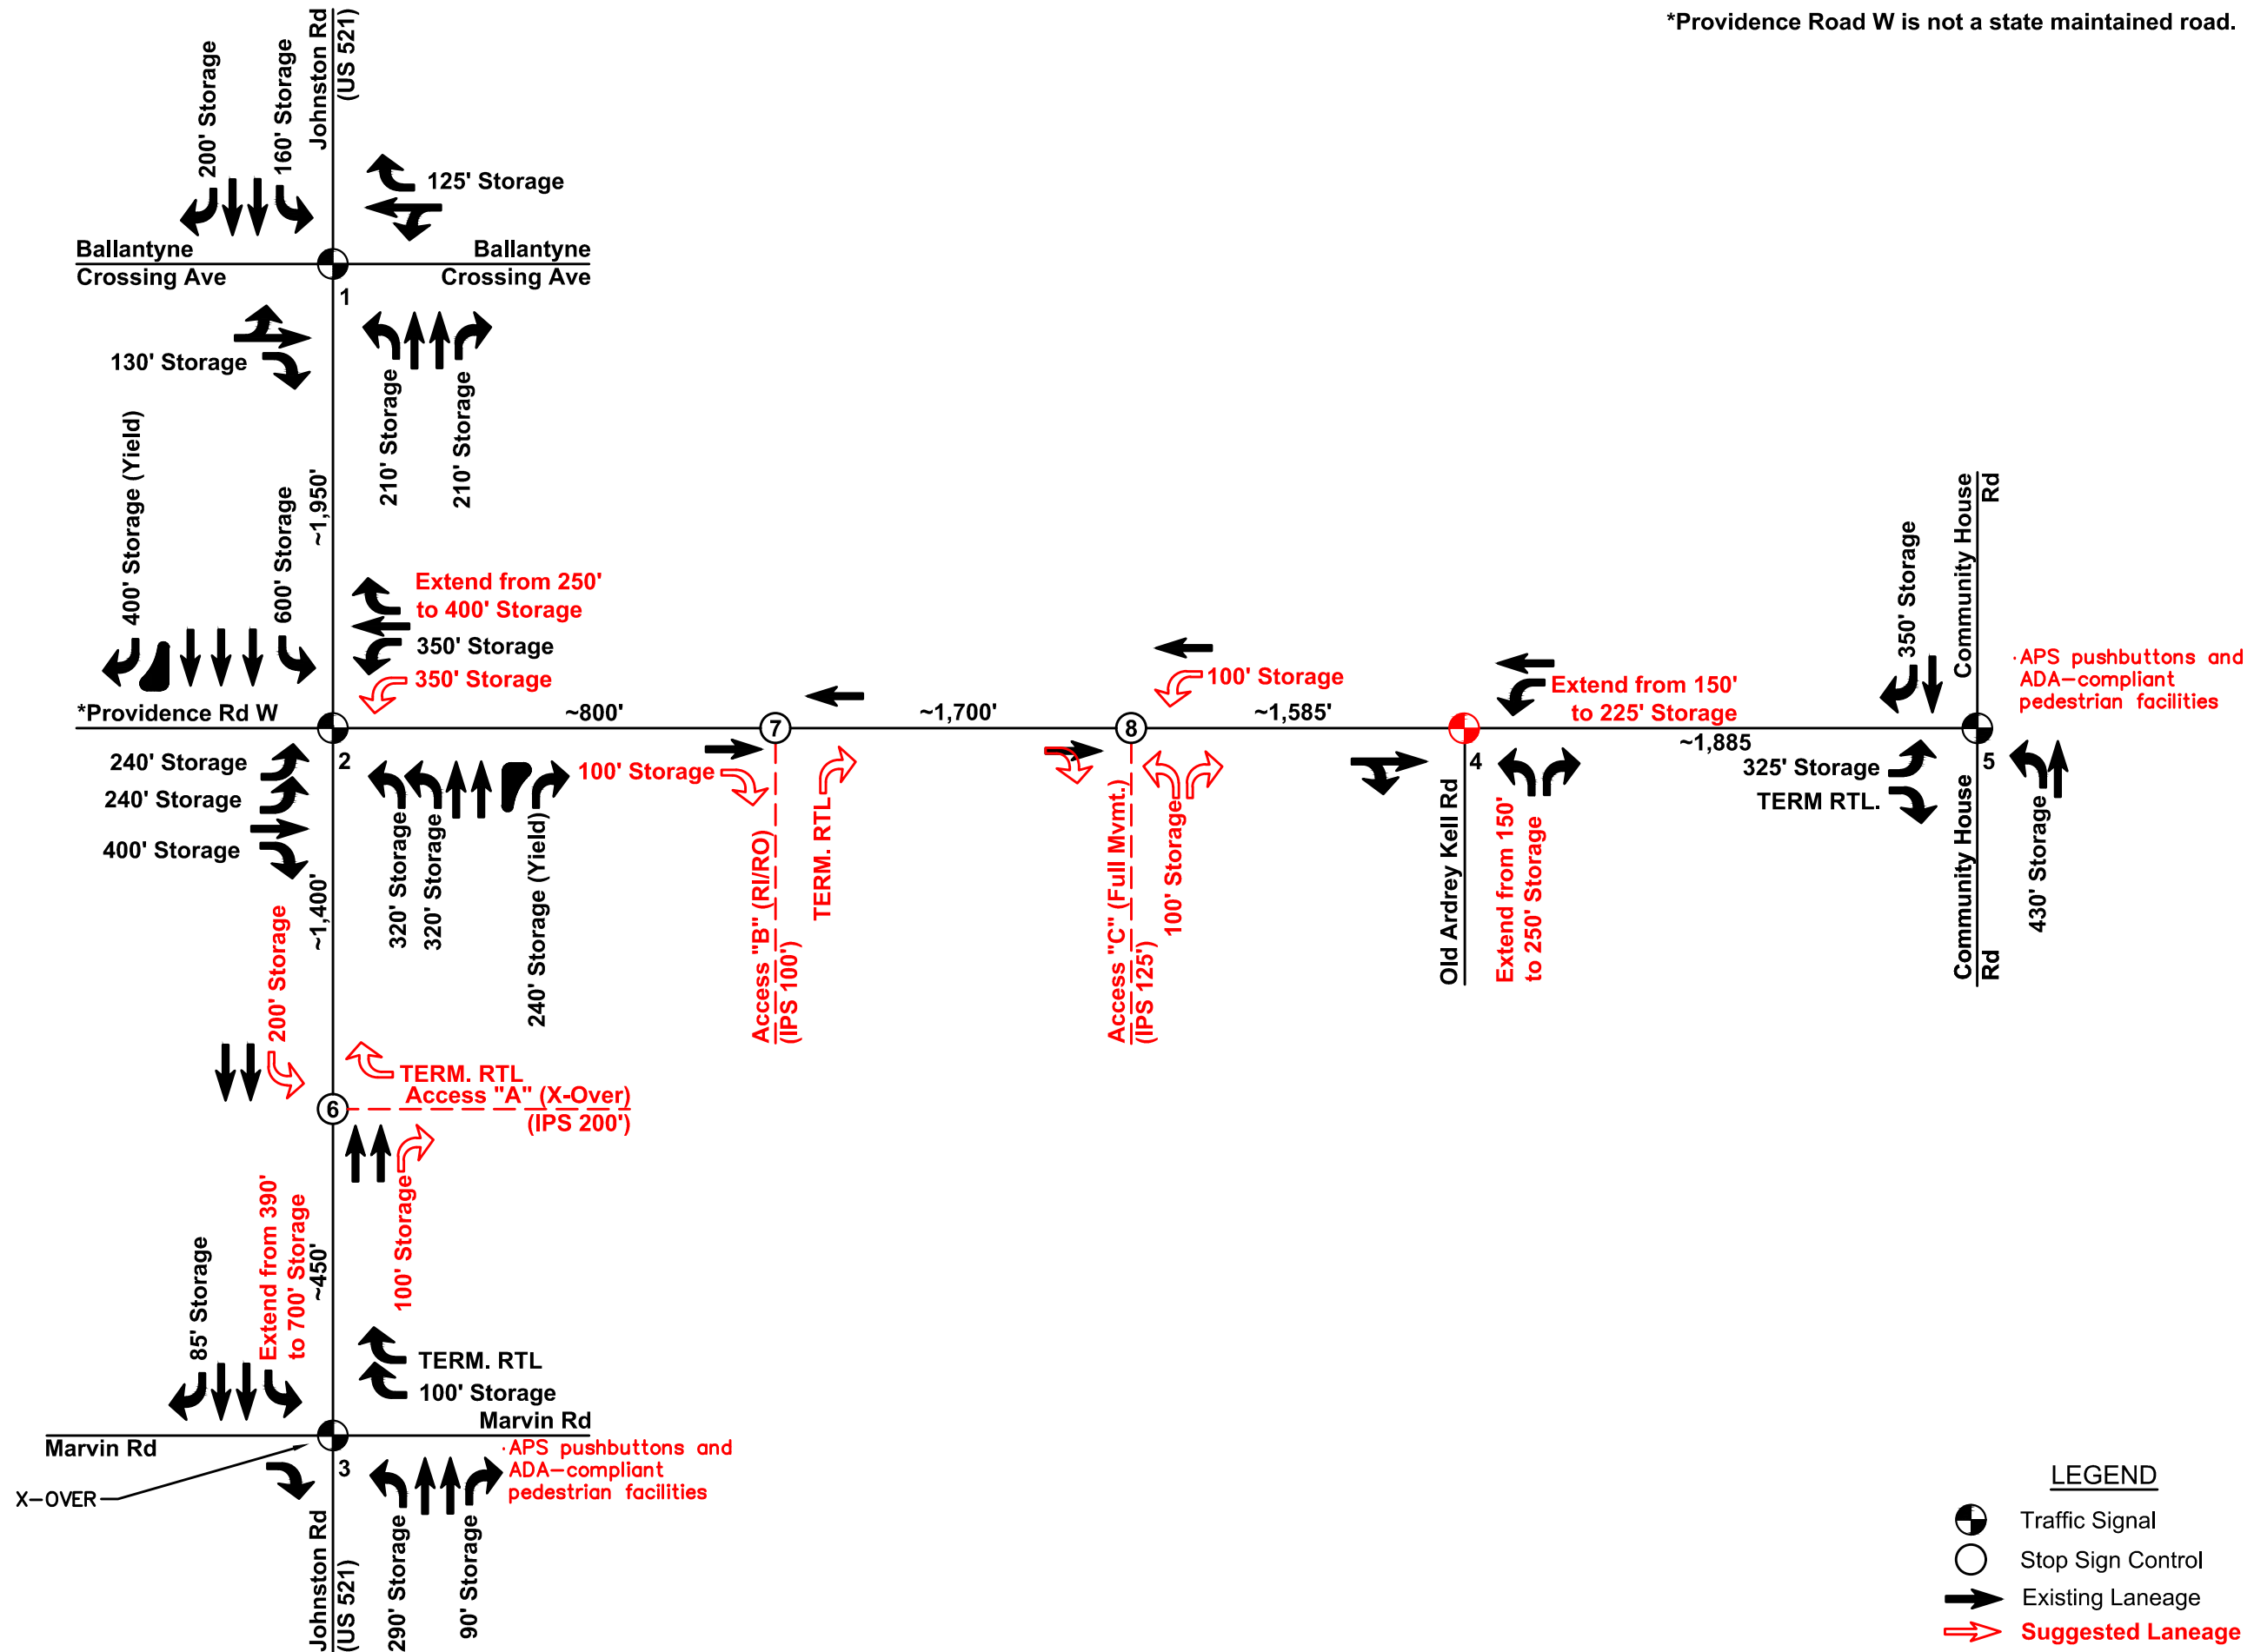 *Providence Road W is not a state maintained road.
Johnston Rd
(US 521)
200' Storage
160' Storage
125' Storage
Ballantyne
Crossing Ave
Ballantyne
Crossing Ave
1
130' Storage
210' Storage
210' Storage
~1,950'
400' Storage (Yield)
600' Storage
Extend from 250'
to 400' Storage
350' Storage
350' Storage
*Providence Rd W
2
240' Storage
240' Storage
400' Storage
320' Storage
320' Storage
240' Storage (Yield)
~800'
7
100' Storage
Access "B" (RI/RO)
(IPS 100')
TERM. RTL
~1,700'
8
100' Storage
Access "C" (Full Mvmt.)
(IPS 125')
100' Storage
~1,585'
4
Extend from 150'
to 225' Storage
Old Ardrey Kell Rd
Extend from 150'
to 250' Storage
~1,885
350' Storage
Community House
Rd
·APS pushbuttons and
ADA-compliant
pedestrian facilities
325' Storage
TERM RTL.
5
Community House
Rd
430' Storage
~1,400'
200' Storage
TERM. RTL
Access "A" (X-Over)
(IPS 200')
6
100' Storage
~450'
85' Storage
Extend from 390'
to 700' Storage
TERM. RTL
100' Storage
Marvin Rd
Marvin Rd
3
X-OVER
·APS pushbuttons and
ADA-compliant
pedestrian facilities
Johnston Rd
(US 521)
290' Storage
90' Storage
LEGEND
Traffic Signal
Stop Sign Control
Existing Laneage
Suggested Laneage